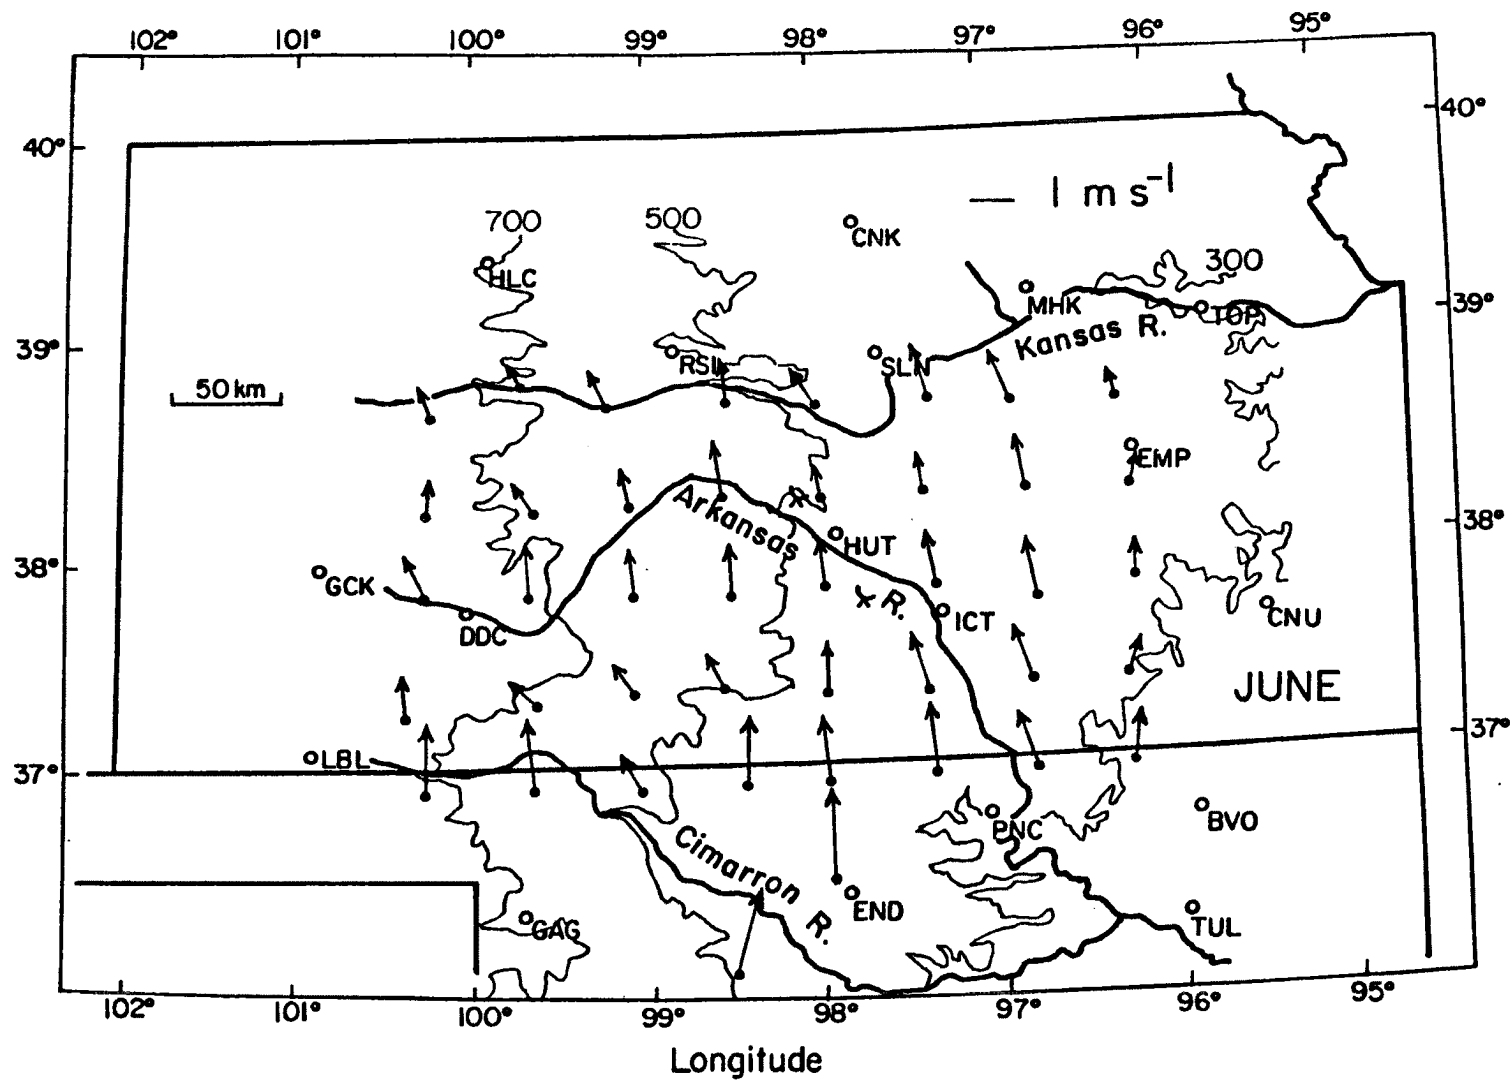 102° 101° 100° 99° 98° 97° 96° 95°
40° 40°
1 m s⁻¹
700 500 CNK
300
HLC
MHK TOP 39°
Kansas R.
39° RSL SLN
50 km
EMP
Arkansas R.
38°
HUT
38° GCK
DDC ICT CNU
JUNE
37°
37° LBL
PNC BVO
Cimarron R.
END
GAG TUL
102° 101° 100° 99° 98° 97° 96° 95°
Longitude